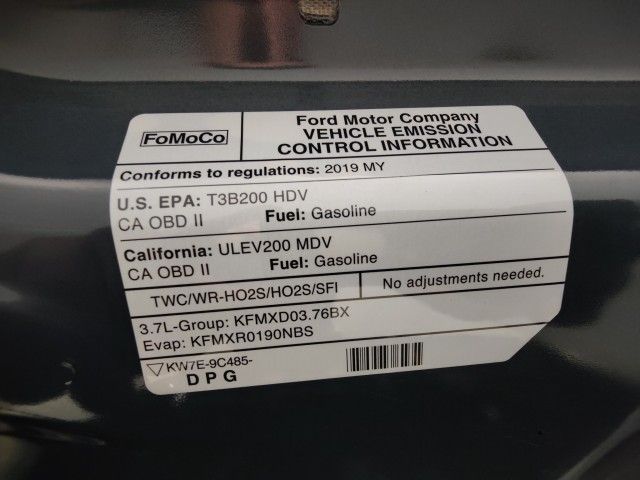 FoMoCo
Ford Motor Company
VEHICLE EMISSION
CONTROL INFORMATION
Conforms to regulations: 2019 MY
U.S. EPA: T3B200 HDV
CA OBD II Fuel: Gasoline
California: ULEV200 MDV
CA OBD II Fuel: Gasoline
TWC/WR-HO2S/HO2S/SFI
No adjustments needed.
3.7L-Group: KFMXD03.76BX
Evap: KFMXR0190NBS
KW7E-9C485-
D P G